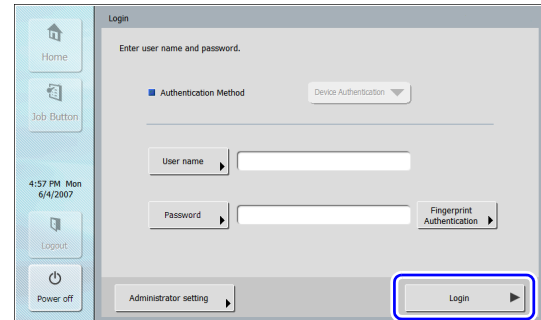 Login
Enter user name and password.
Home
Authentication Method
Device Authentication
Job Button
User name
4:57 PM Mon
6/4/2007
Password
Fingerprint
Authentication
Logout
Power off
Administrator setting
Login